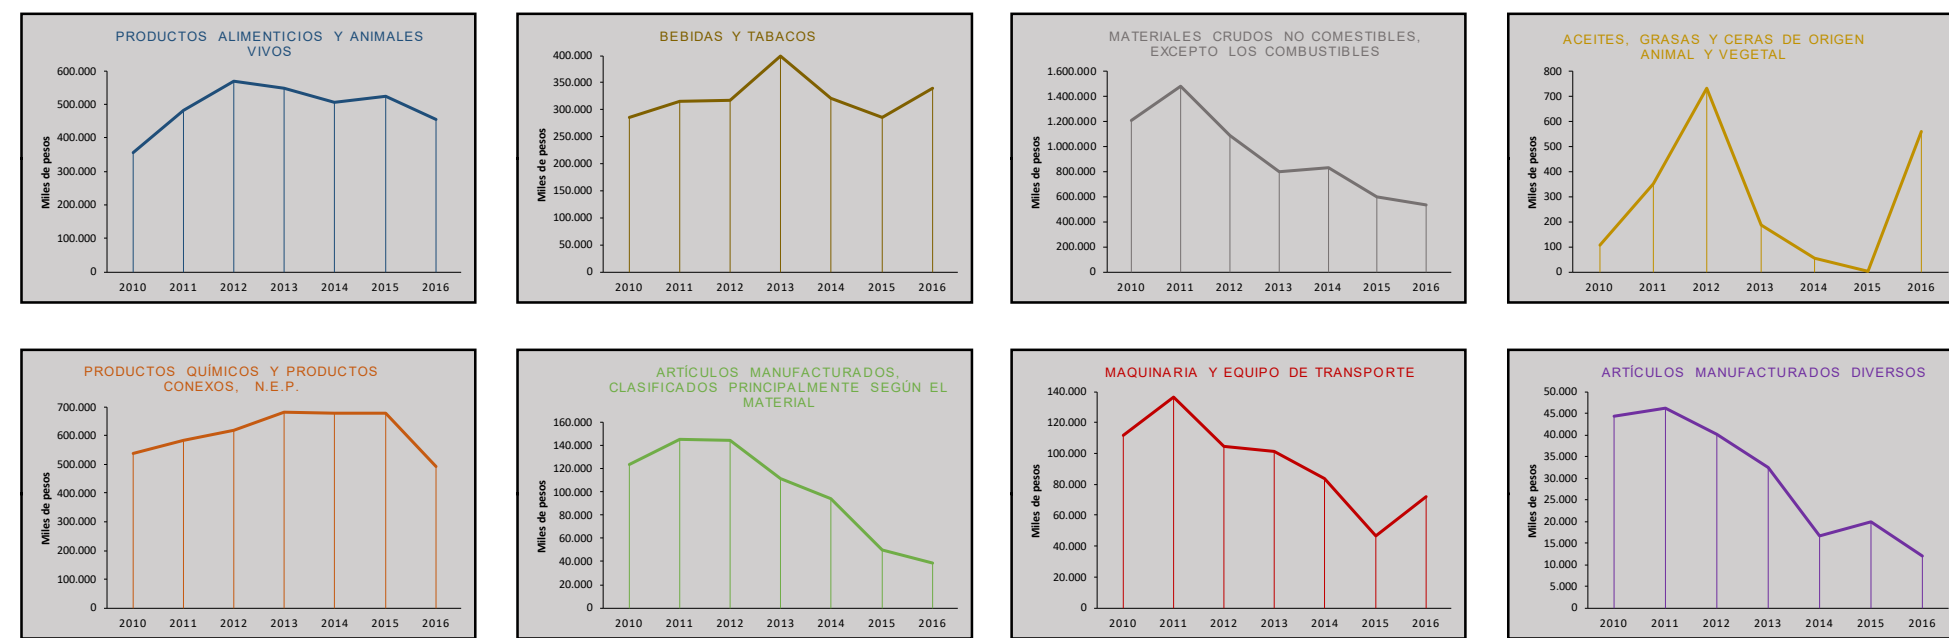 PRODUCTOS ALIMENTICIOS Y ANIMALES
VIVOS
600.000
500.000
400.000
300.000
200.000
100.000
0
Miles de pesos
2010 2011 2012 2013 2014 2015 2016
BEBIDAS Y TABACOS
400.000
350.000
300.000
250.000
200.000
150.000
100.000
50.000
0
Miles de pesos
2010 2011 2012 2013 2014 2015 2016
MATERIALES CRUDOS NO COMESTIBLES,
EXCEPTO LOS COMBUSTIBLES
1.600.000
1.400.000
1.200.000
1.000.000
800.000
600.000
400.000
200.000
0
Miles de pesos
2010 2011 2012 2013 2014 2015 2016
ACEITES, GRASAS Y CERAS DE ORIGEN
ANIMAL Y VEGETAL
800
700
600
500
400
300
200
100
0
Miles de pesos
2010 2011 2012 2013 2014 2015 2016
PRODUCTOS QUÍMICOS Y PRODUCTOS
CONEXOS, N.E.P.
700.000
600.000
500.000
400.000
300.000
200.000
100.000
0
Miles de pesos
2010 2011 2012 2013 2014 2015 2016
ARTÍCULOS MANUFACTURADOS,
CLASIFICADOS PRINCIPALMENTE SEGÚN EL
MATERIAL
160.000
140.000
120.000
100.000
80.000
60.000
40.000
20.000
0
Miles de pesos
2010 2011 2012 2013 2014 2015 2016
MAQUINARIA Y EQUIPO DE TRANSPORTE
140.000
120.000
100.000
80.000
60.000
40.000
20.000
0
Miles de pesos
2010 2011 2012 2013 2014 2015 2016
ARTÍCULOS MANUFACTURADOS DIVERSOS
50.000
45.000
40.000
35.000
30.000
25.000
20.000
15.000
10.000
5.000
0
Miles de pesos
2010 2011 2012 2013 2014 2015 2016